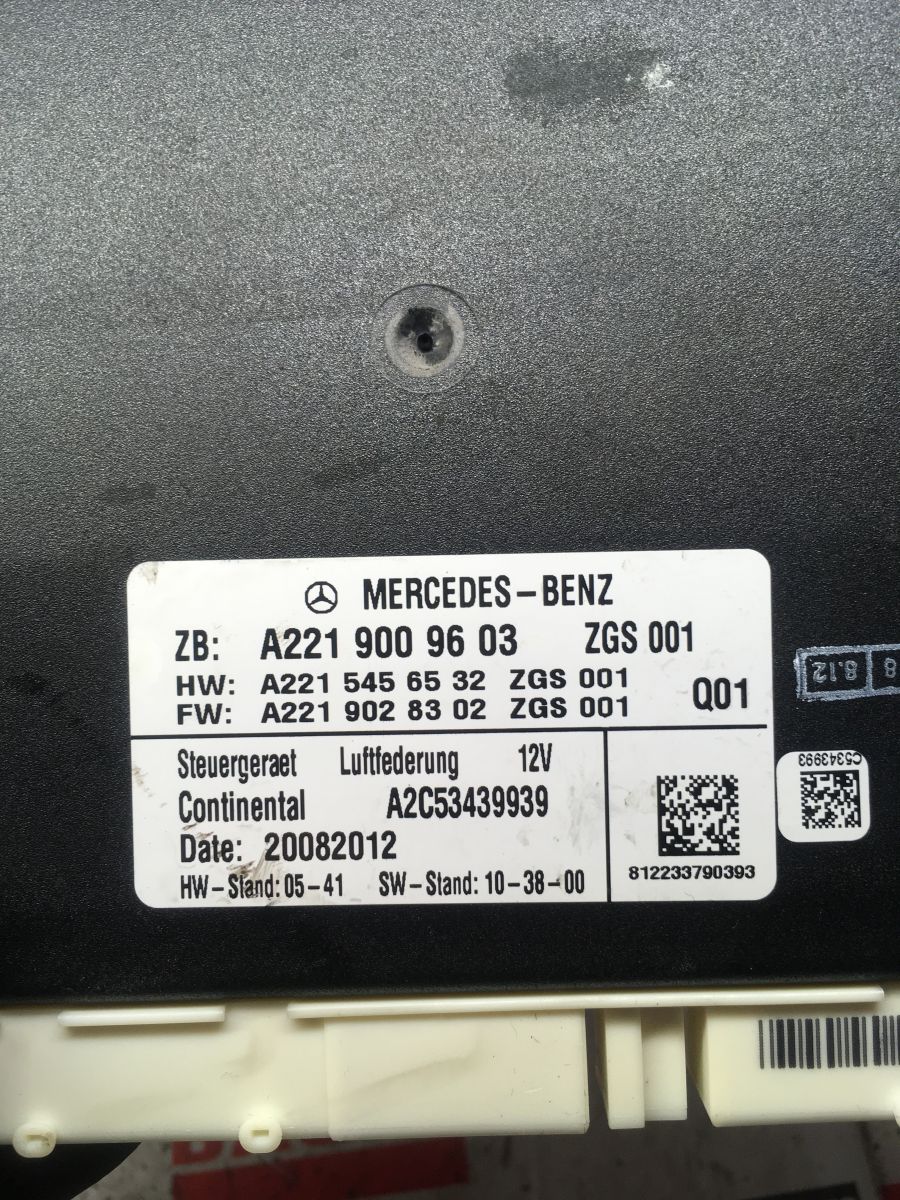 MERCEDES-BENZ
ZB: A221 900 96 03 ZGS 001
HW: A221 545 65 32 ZGS 001
FW: A221 902 83 02 ZGS 001
Q01
Steuergeraet Luftfederung 12V
Continental A2C53439939
Date: 20082012
HW-Stand: 05-41 SW-Stand: 10-38-00
812233790393
8.12 8
C5343993